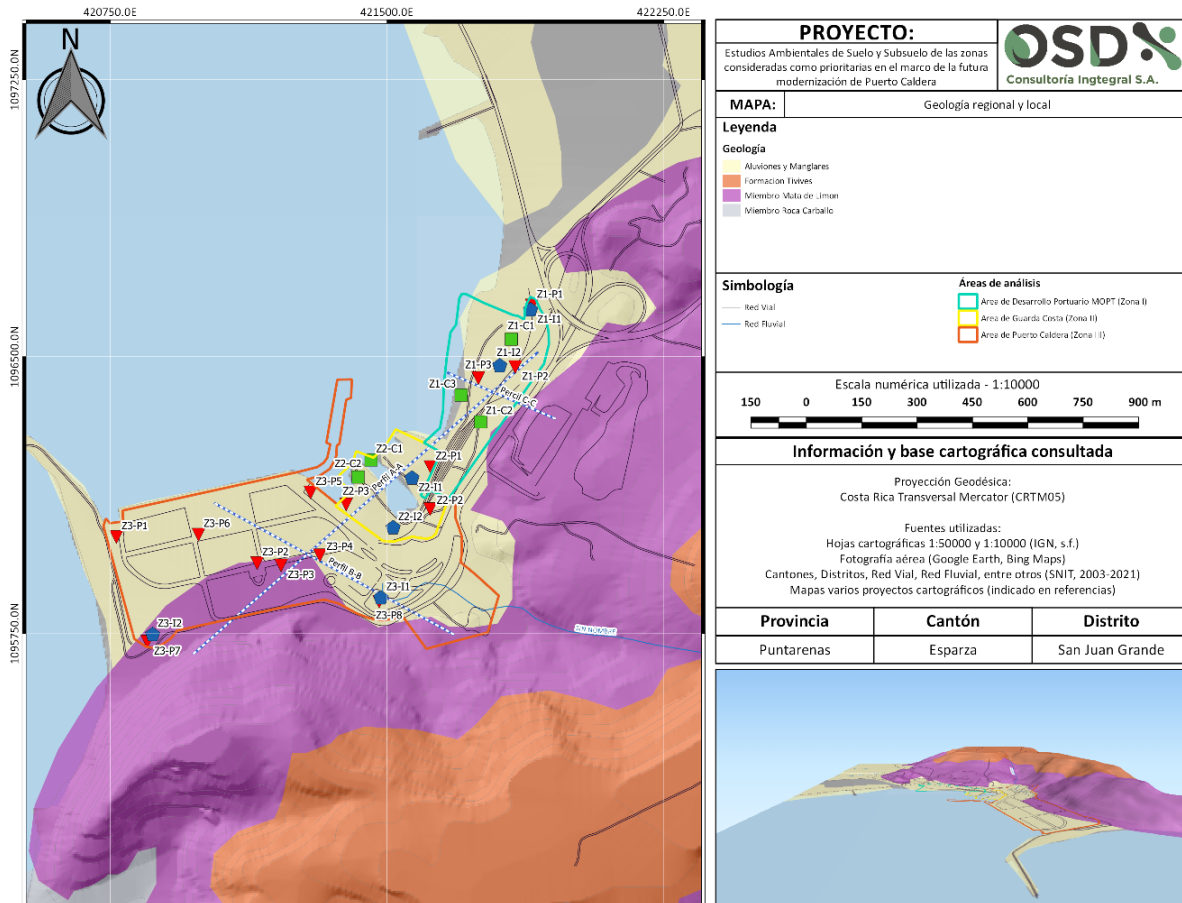 420750.0E
421500.0E
422250.0E
1097250.0N
1096500.0N
1095750.0N
N
Z1-P1
Z1-I1
Z1-C1
Z1-I2
Z1-P3
Z1-P2
Z1-C3
Perfil C-C
Z1-C2
Z2-C1
Z2-C2
Z2-P1
Perfil A-A
Z3-P5
Z2-P3
Z2-I1
Z2-P2
Z2-I2
Z3-P1
Z3-P6
Z3-P2
Z3-P4
Z3-P3
Perfil B-B
Z3-I1
Z3-P8
Z3-I2
Z3-P7
SIN NOMBRE
PROYECTO:
Estudios Ambientales de Suelo y Subsuelo de las zonas
consideradas como prioritarias en el marco de la futura
modernización de Puerto Caldera
OSD
Consultoría Ingtegral S.A.
MAPA:
Geología regional y local
Leyenda
Geología
Aluviones y Manglares
Formacion Tivives
Miembro Mata de Limon
Miembro Roca Carballo
Simbología
Red Vial
Red Fluvial
Áreas de análisis
Area de Desarrollo Portuario MOPT (Zona I)
Area de Guarda Costa (Zona II)
Area de Puerto Caldera (Zona III)
Escala numérica utilizada - 1:10000
150 0 150 300 450 600 750 900 m
Información y base cartográfica consultada
Proyección Geodésica:
Costa Rica Transversal Mercator (CRTM05)
Fuentes utilizadas:
Hojas cartográficas 1:50000 y 1:10000 (IGN, s.f.)
Fotografía aérea (Google Earth, Bing Maps)
Cantones, Distritos, Red Vial, Red Fluvial, entre otros (SNIT, 2003-2021)
Mapas varios proyectos cartográficos (indicado en referencias)
Provincia Cantón Distrito
Puntarenas Esparza San Juan Grande